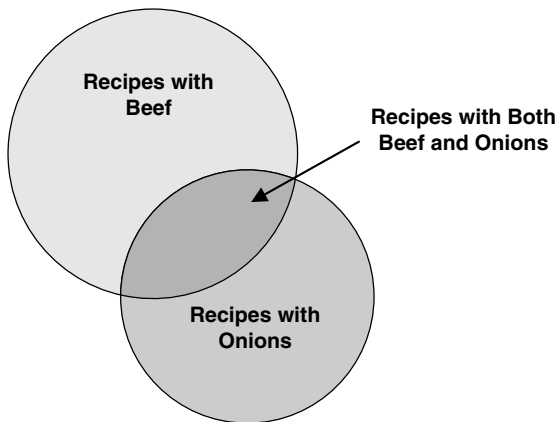 Recipes with
Beef
Recipes with Both
Beef and Onions
Recipes with
Onions